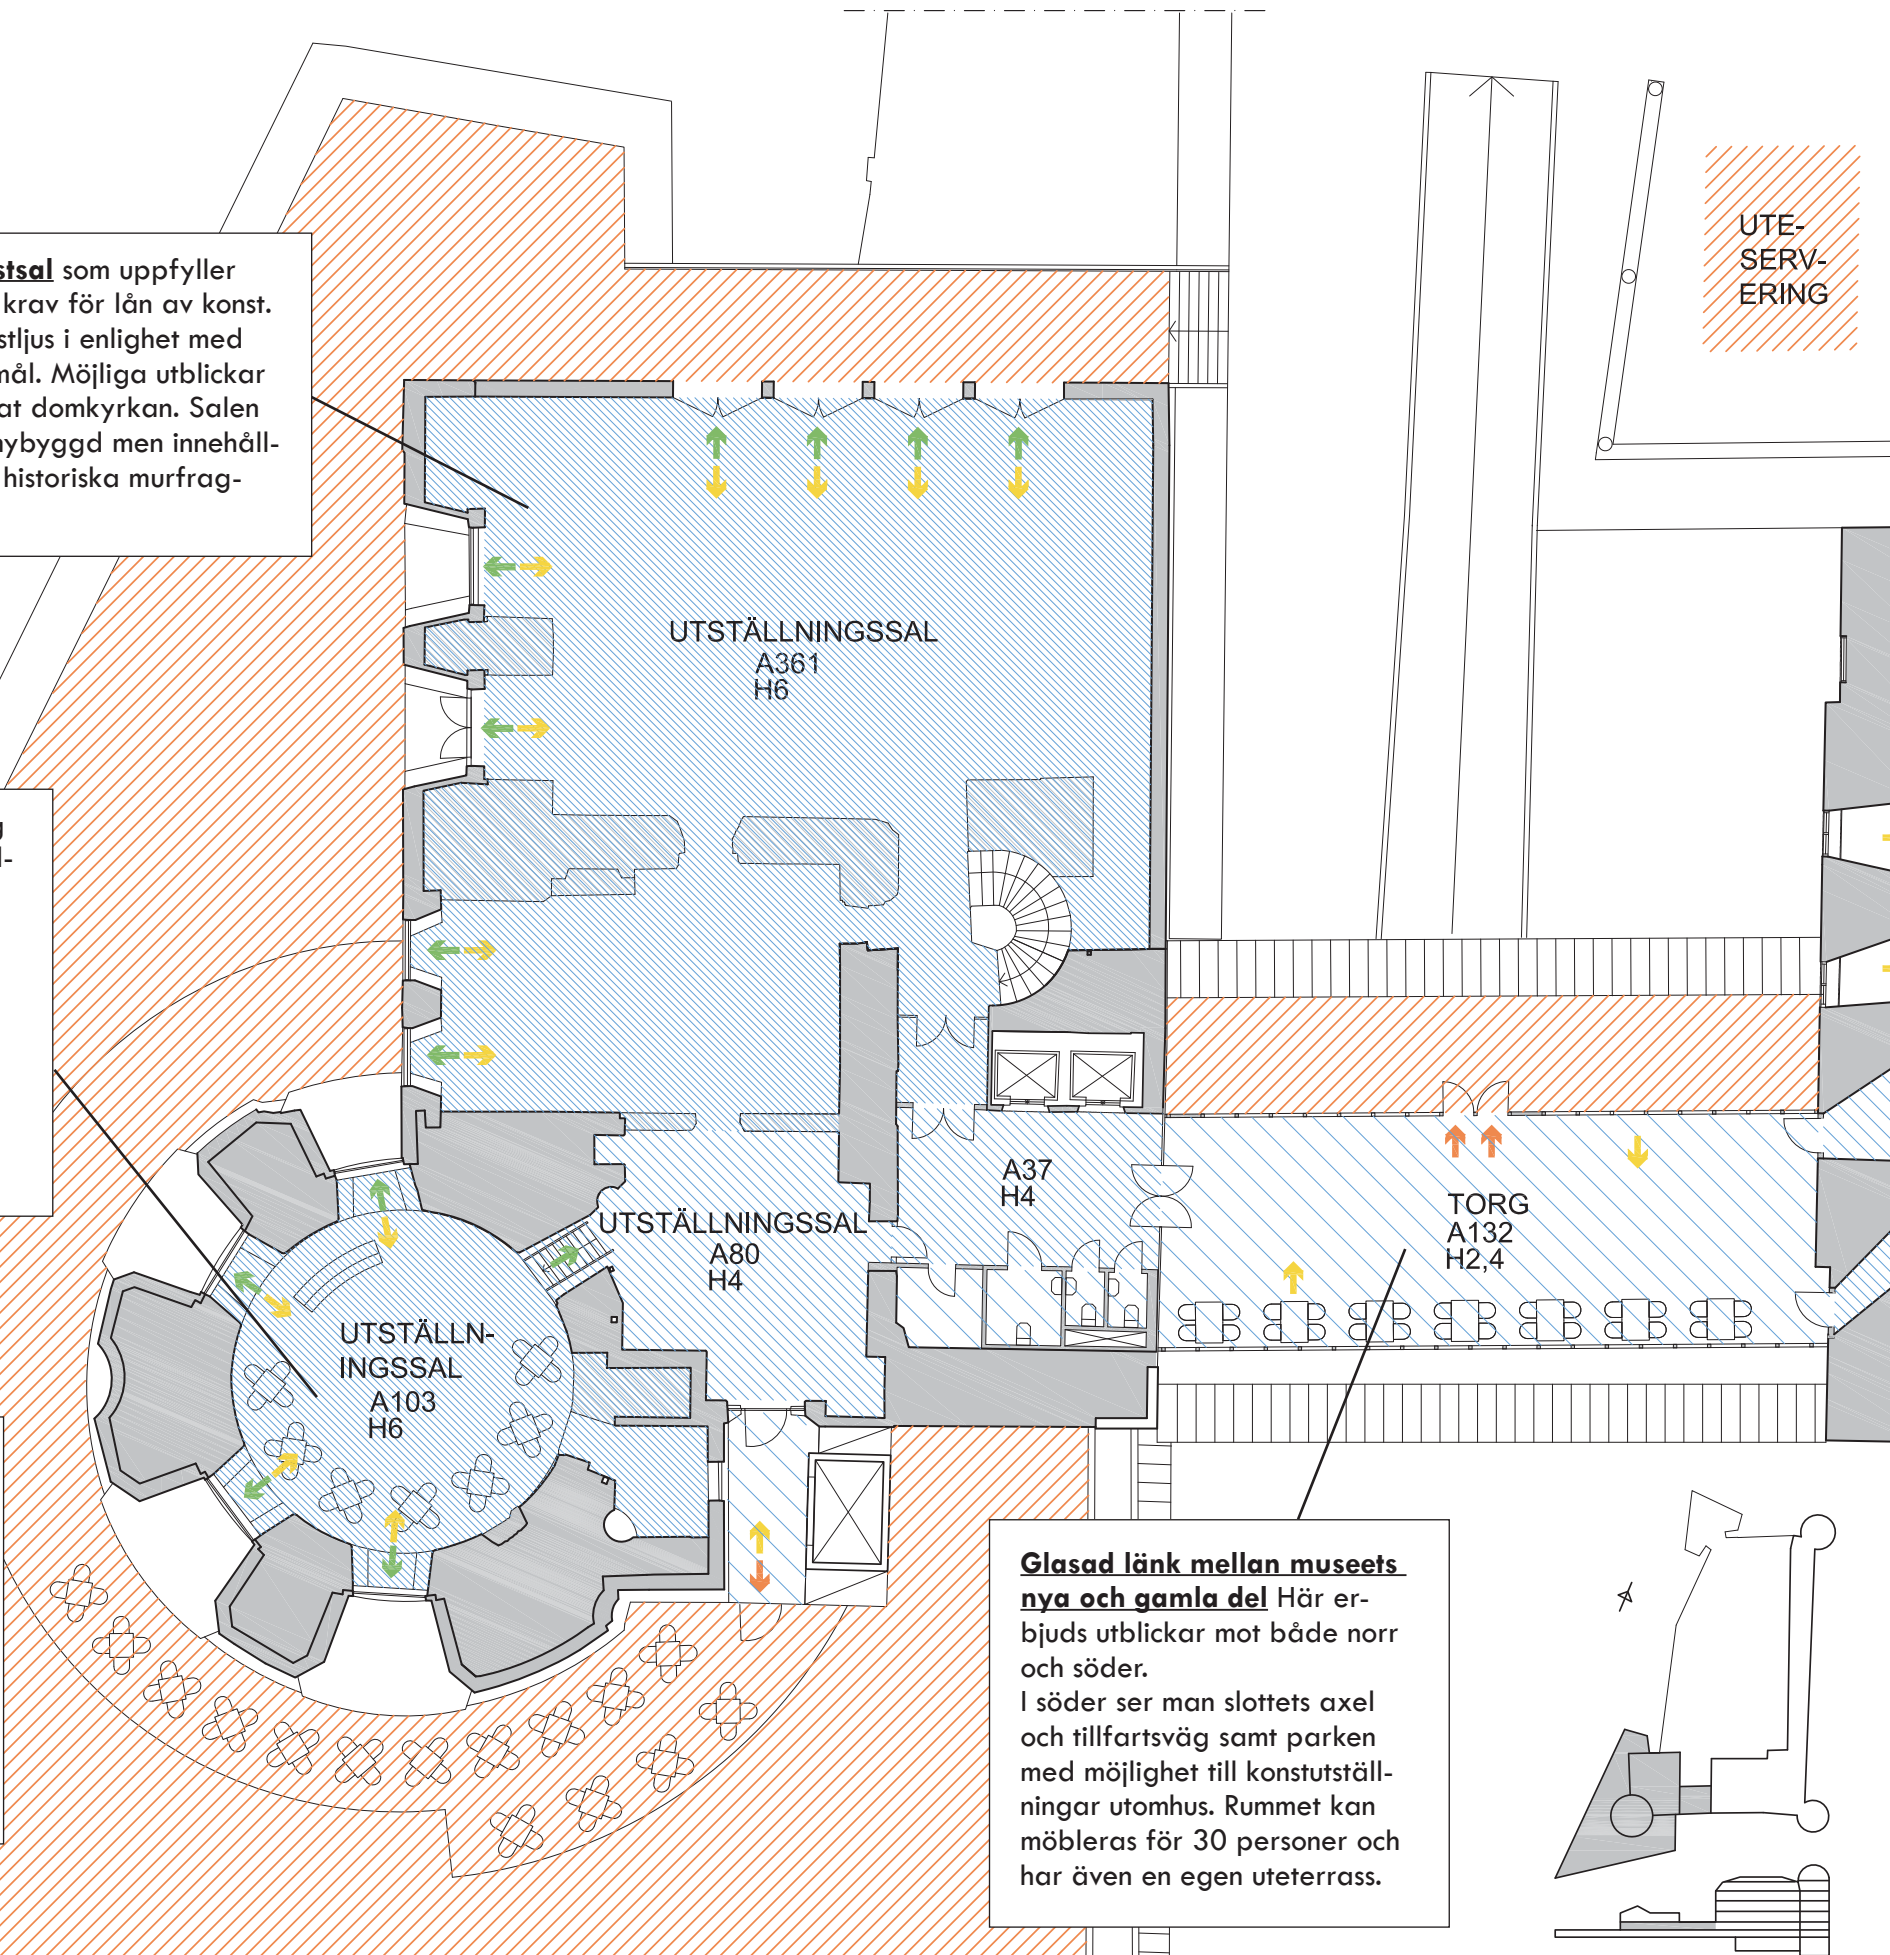 stsal som uppfyller
krav för lån av konst.
stljus i enlighet med
mål. Möjliga utblickar
at domkyrkan. Salen
nybyggd men innehåll-
historiska murfrag-
UTE-
SERV-
ERING
UTSTÄLLNINGSSAL
A361
H6
g
l-
A37
H4
UTSTÄLLNINGSSAL
A80
H4
TORG
A132
H2,4
UTSTÄLLN-
INGSSAL
A103
H6
Glasad länk mellan museets
nya och gamla del Här er-
bjuds utblickar mot både norr
och söder.
I söder ser man slottets axel
och tillfartsväg samt parken
med möjlighet till konstutställ-
ningar utomhus. Rummet kan
möbleras för 30 personer och
har även en egen uteterrass.